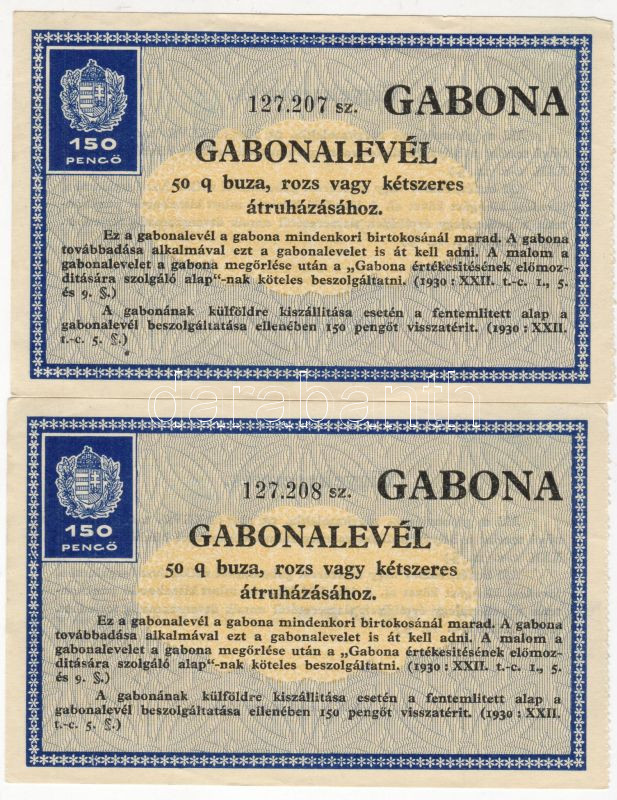 127.207 sz. GABONA
150
PENGŐ
GABONALEVÉL
50 q buza, rozs vagy kétszeres
átruházásához.
Ez a gabonalevél a gabona mindenkori birtokosánál marad. A gabona
továbbadása alkalmával ezt a gabonalevelet is át kell adni. A malom a
gabonalevelet a gabona megőrlése után a „Gabona értékesitésének előmoz-
ditására szolgáló alap“-nak köteles beszolgáltatni. (1930 : XXII. t.-c. 1., 5.
és 9. §.)
A gabonának külföldre kiszállitása esetén a fentemlitett alap a
gabonalevél beszolgáltatása ellenében 150 pengőt visszatérit. (1930 : XXII.
t.-c. 5. §.)
darabanth
127.208 sz. GABONA
150
PENGŐ
GABONALEVÉL
50 q buza, rozs vagy kétszeres
átruházásához.
Ez a gabonalevél a gabona mindenkori birtokosánál marad. A gabona
továbbadása alkalmával ezt a gabonalevelet is át kell adni. A malom a
gabonalevelet a gabona megőrlése után a „Gabona értékesitésének előmoz-
ditására szolgáló alap“-nak köteles beszolgáltatni. (1930 : XXII. t.-c. 1., 5.
és 9. §.)
A gabonának külföldre kiszállitása esetén a fentemlitett alap a
gabonalevél beszolgáltatása ellenében 150 pengőt visszatérit. (1930 : XXII.
t.-c. 5. §.)